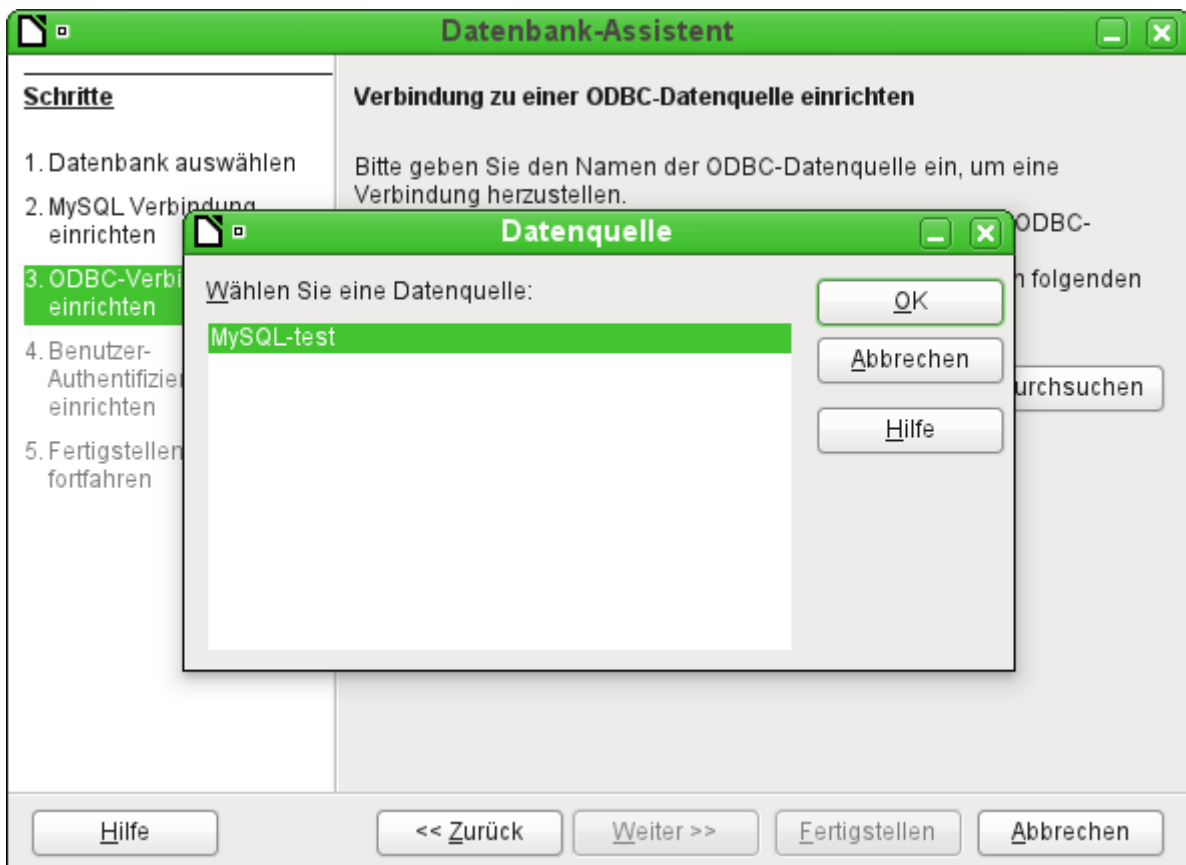 Datenbank-Assistent
Schritte
1. Datenbank auswählen
2. MySQL Verbindung
einrichten
3. ODBC-Verbi
einrichten
4. Benutzer-
Authentifizie
einrichten
5. Fertigstellen
fortfahren
Verbindung zu einer ODBC-Datenquelle einrichten
Bitte geben Sie den Namen der ODBC-Datenquelle ein, um eine
Verbindung herzustellen.
ODBC-
folgenden
urchsuchen
Datenquelle
Wählen Sie eine Datenquelle:
MySQL-test
OK
Abbrechen
Hilfe
Hilfe
<< Zurück
Weiter >>
Fertigstellen
Abbrechen